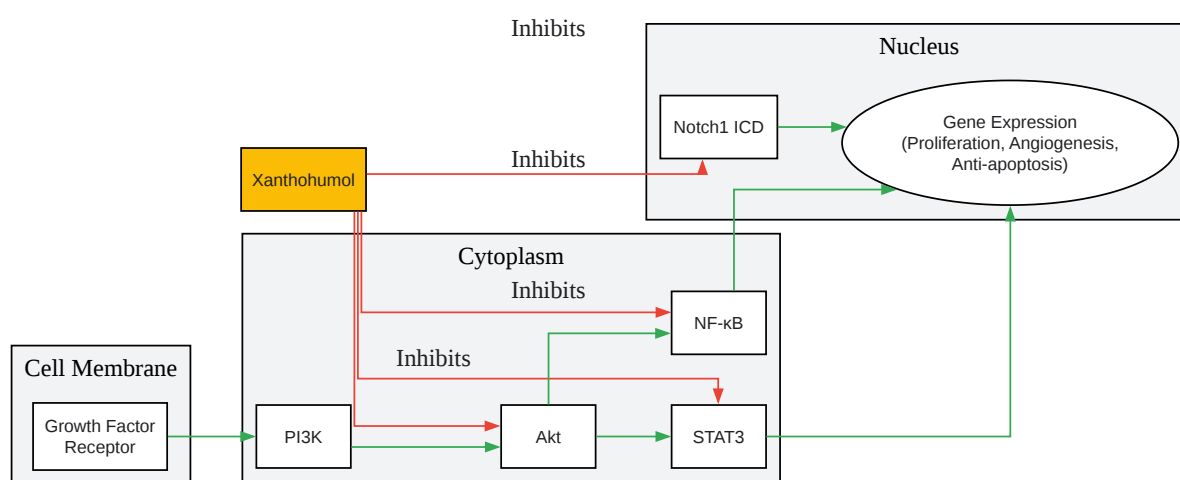 Inhibits
Nucleus
Notch1 ICD
Gene Expression
(Proliferation, Angiogenesis,
Anti-apoptosis)
Inhibits
Xanthohumol
Cytoplasm
Inhibits
NF-κB
Inhibits
Cell Membrane
Growth Factor
Receptor
PI3K
Akt
STAT3